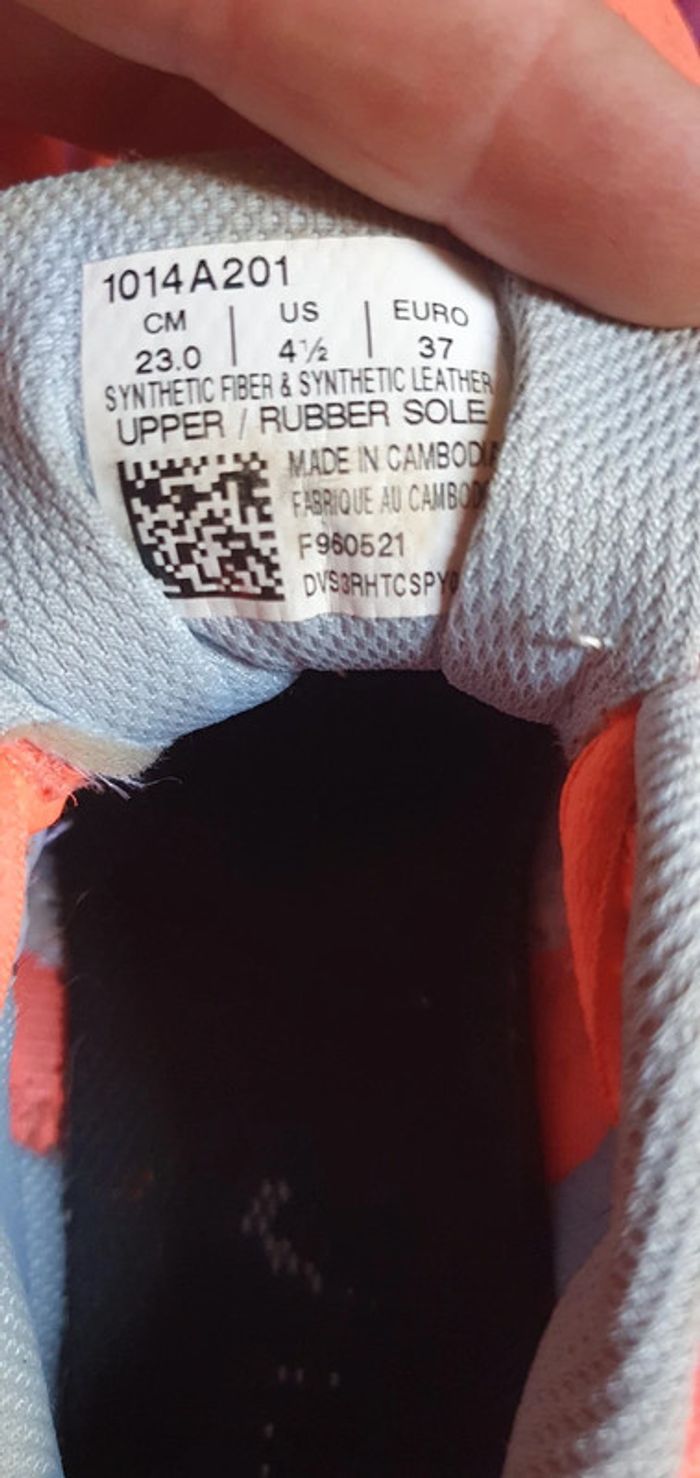 1014A201
CM | US | EURO
23.0 | 4½ | 37
SYNTHETIC FIBER & SYNTHETIC LEATHER
UPPER / RUBBER SOLE
MADE IN CAMBODIA
FABRIQUE AU CAMBODGE
F960521